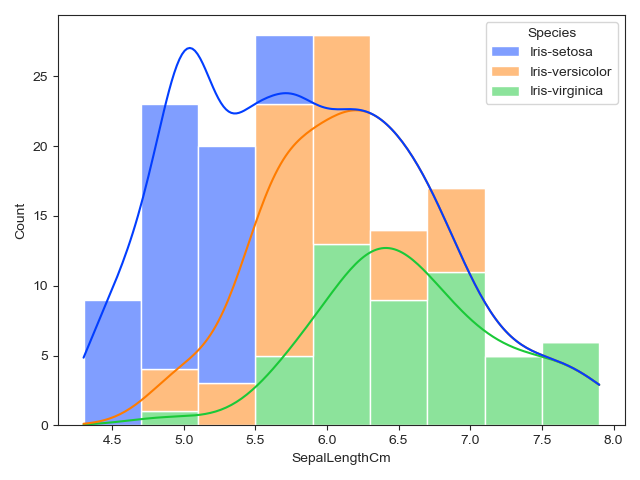 Species
Iris-setosa
Iris-versicolor
Iris-virginica
Count
25
20
15
10
5
0
4.5 5.0 5.5 6.0 6.5 7.0 7.5 8.0
SepalLengthCm